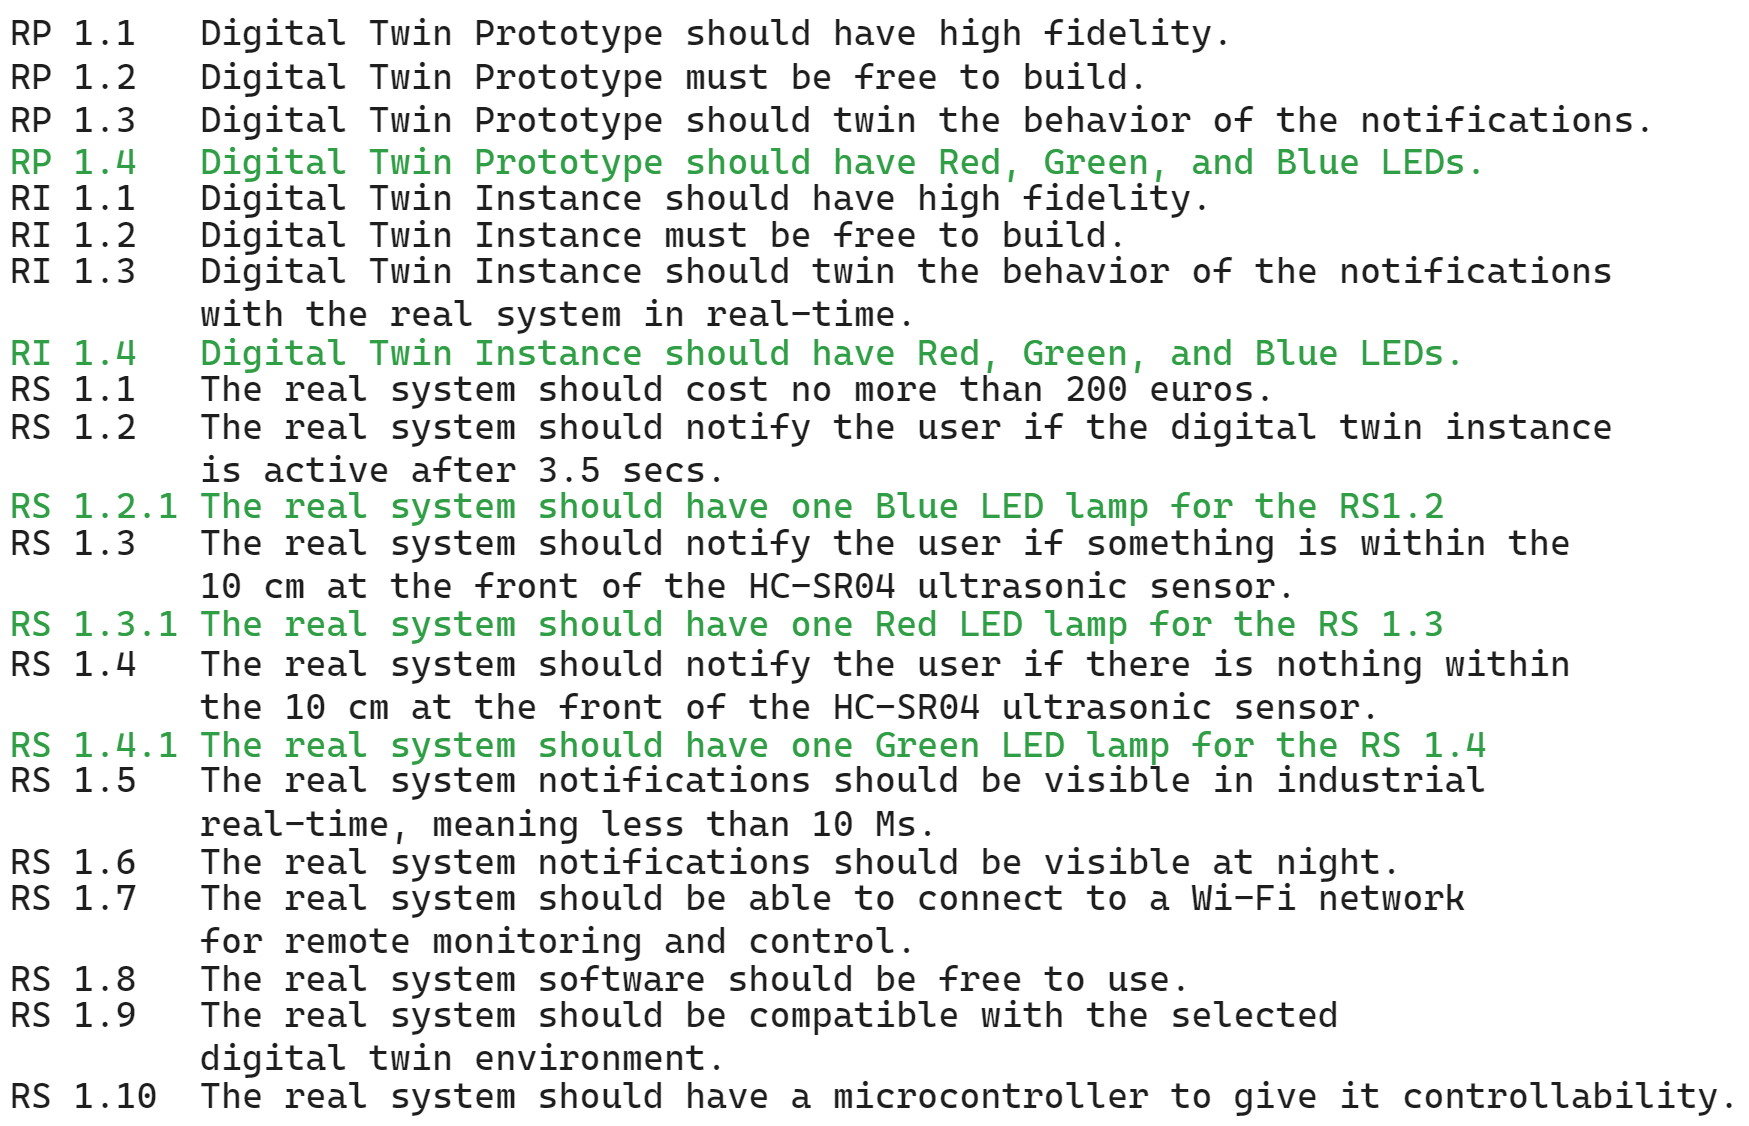 RP 1.1 Digital Twin Prototype should have high fidelity.
RP 1.2 Digital Twin Prototype must be free to build.
RP 1.3 Digital Twin Prototype should twin the behavior of the notifications.
RP 1.4 Digital Twin Prototype should have Red, Green, and Blue LEDs.
RI 1.1 Digital Twin Instance should have high fidelity.
RI 1.2 Digital Twin Instance must be free to build.
RI 1.3 Digital Twin Instance should twin the behavior of the notifications
with the real system in real-time.
RI 1.4 Digital Twin Instance should have Red, Green, and Blue LEDs.
RS 1.1 The real system should cost no more than 200 euros.
RS 1.2 The real system should notify the user if the digital twin instance
is active after 3.5 secs.
RS 1.2.1 The real system should have one Blue LED lamp for the RS1.2
RS 1.3 The real system should notify the user if something is within the
10 cm at the front of the HC-SR04 ultrasonic sensor.
RS 1.3.1 The real system should have one Red LED lamp for the RS 1.3
RS 1.4 The real system should notify the user if there is nothing within
the 10 cm at the front of the HC-SR04 ultrasonic sensor.
RS 1.4.1 The real system should have one Green LED lamp for the RS 1.4
RS 1.5 The real system notifications should be visible in industrial
real-time, meaning less than 10 Ms.
RS 1.6 The real system notifications should be visible at night.
RS 1.7 The real system should be able to connect to a Wi-Fi network
for remote monitoring and control.
RS 1.8 The real system software should be free to use.
RS 1.9 The real system should be compatible with the selected
digital twin environment.
RS 1.10 The real system should have a microcontroller to give it controllability.